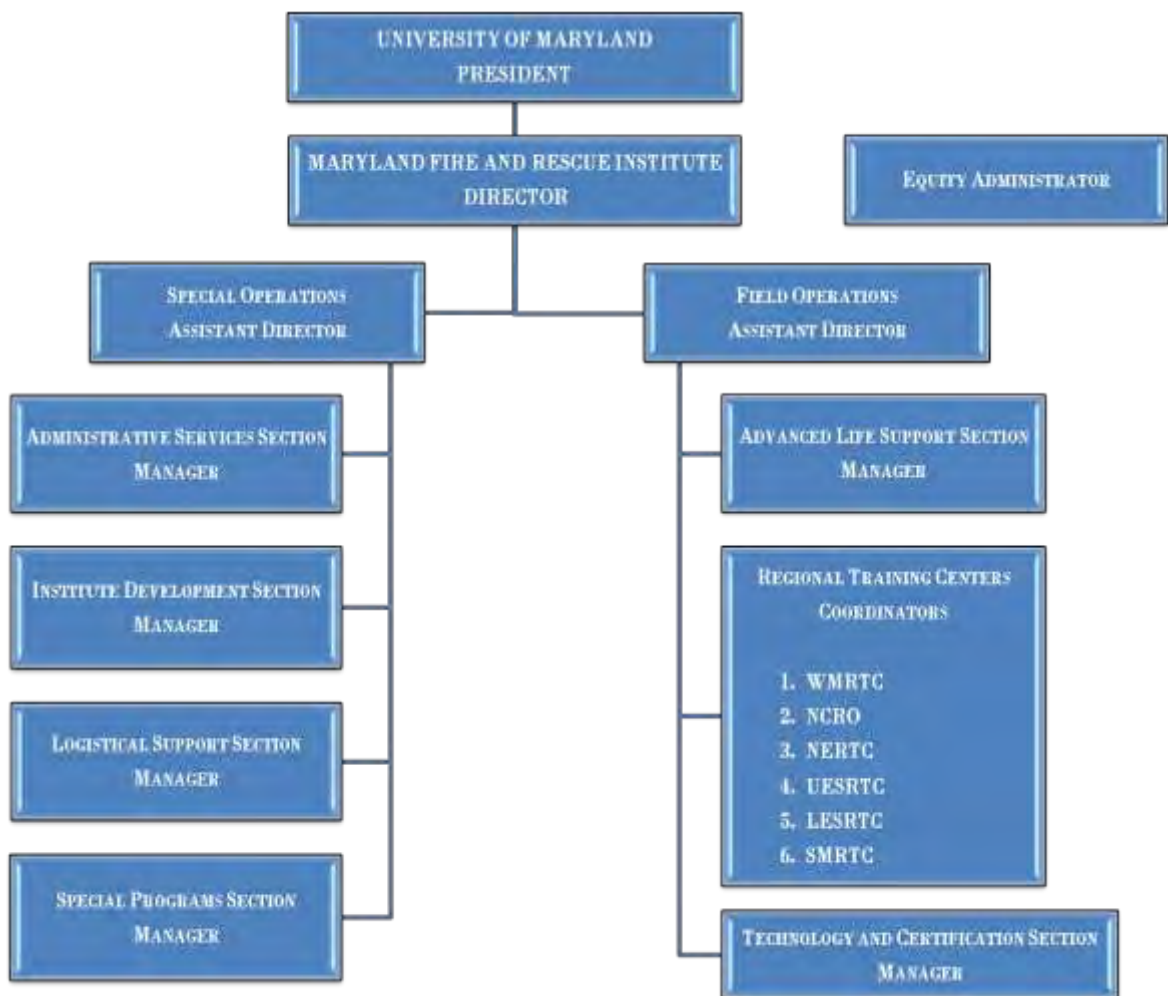 UNIVERSITY OF MARYLAND
PRESIDENT
MARYLAND FIRE AND RESCUE INSTITUTE
DIRECTOR
EQUITY ADMINISTRATOR
SPECIAL OPERATIONS
ASSISTANT DIRECTOR
FIELD OPERATIONS
ASSISTANT DIRECTOR
ADMINISTRATIVE SERVICES SECTION
MANAGER
ADVANCED LIFE SUPPORT SECTION
MANAGER
INSTITUTE DEVELOPMENT SECTION
MANAGER
REGIONAL TRAINING CENTERS
COORDINATORS
1. WMRTC
2. NCRO
3. NERTC
4. UESRTC
5. LESRTC
6. SMRTC
LOGISTICAL SUPPORT SECTION
MANAGER
SPECIAL PROGRAMS SECTION
MANAGER
TECHNOLOGY AND CERTIFICATION SECTION
MANAGER